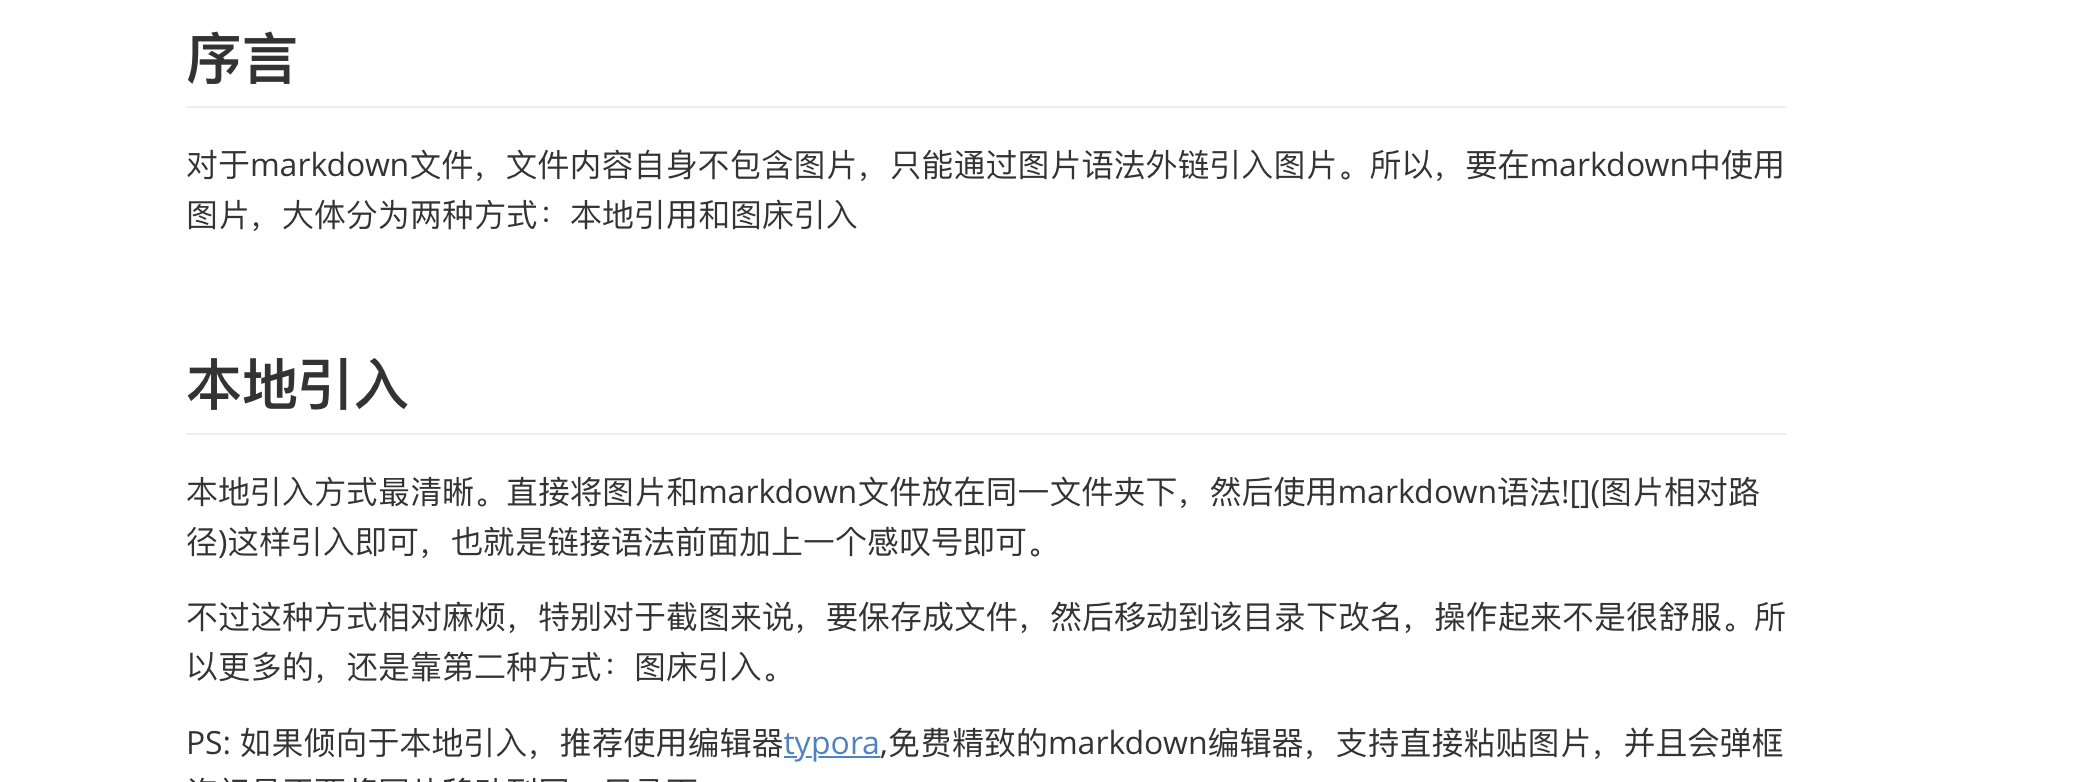 序言
对于markdown文件，文件内容自身不包含图片，只能通过图片语法外链引入图片。所以，要在markdown中使用
图片，大体分为两种方式：本地引用和图床引入
本地引入
本地引入方式最清晰。直接将图片和markdown文件放在同一文件夹下，然后使用markdown语法![](图片相对路
径)这样引入即可，也就是链接语法前面加上一个感叹号即可。
不过这种方式相对麻烦，特别对于截图来说，要保存成文件，然后移动到该目录下改名，操作起来不是很舒服。所
以更多的，还是靠第二种方式：图床引入。
PS: 如果倾向于本地引入，推荐使用编辑器typora,免费精致的markdown编辑器，支持直接粘贴图片，并且会弹框